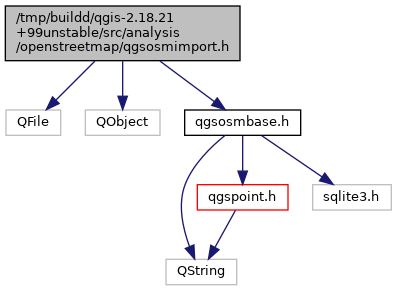 /tmp/buildd/qgis-2.18.21
+99unstable/src/analysis
/openstreetmap/qgsosmimport.h
QFile
QObject
qgsosmbase.h
qgspoint.h
sqlite3.h
QString